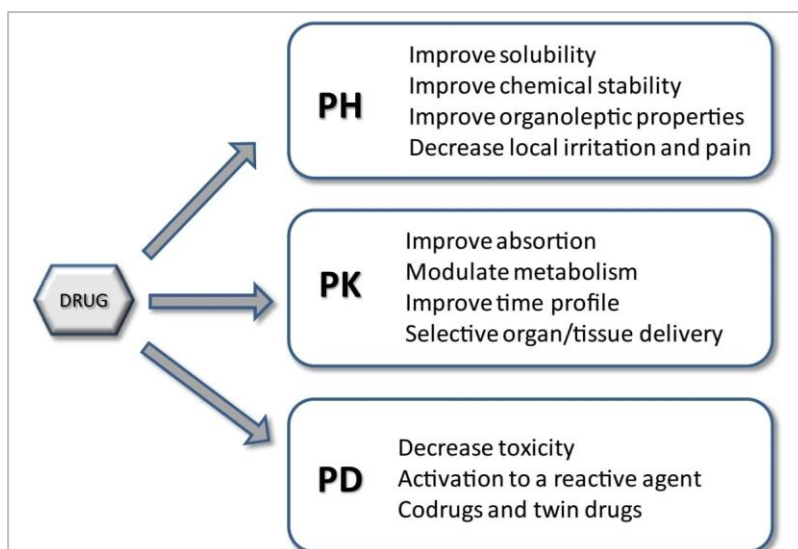 DRUG
PH
Improve solubility
Improve chemical stability
Improve organoleptic properties
Decrease local irritation and pain
PK
Improve absortion
Modulate metabolism
Improve time profile
Selective organ/tissue delivery
PD
Decrease toxicity
Activation to a reactive agent
Codrugs and twin drugs